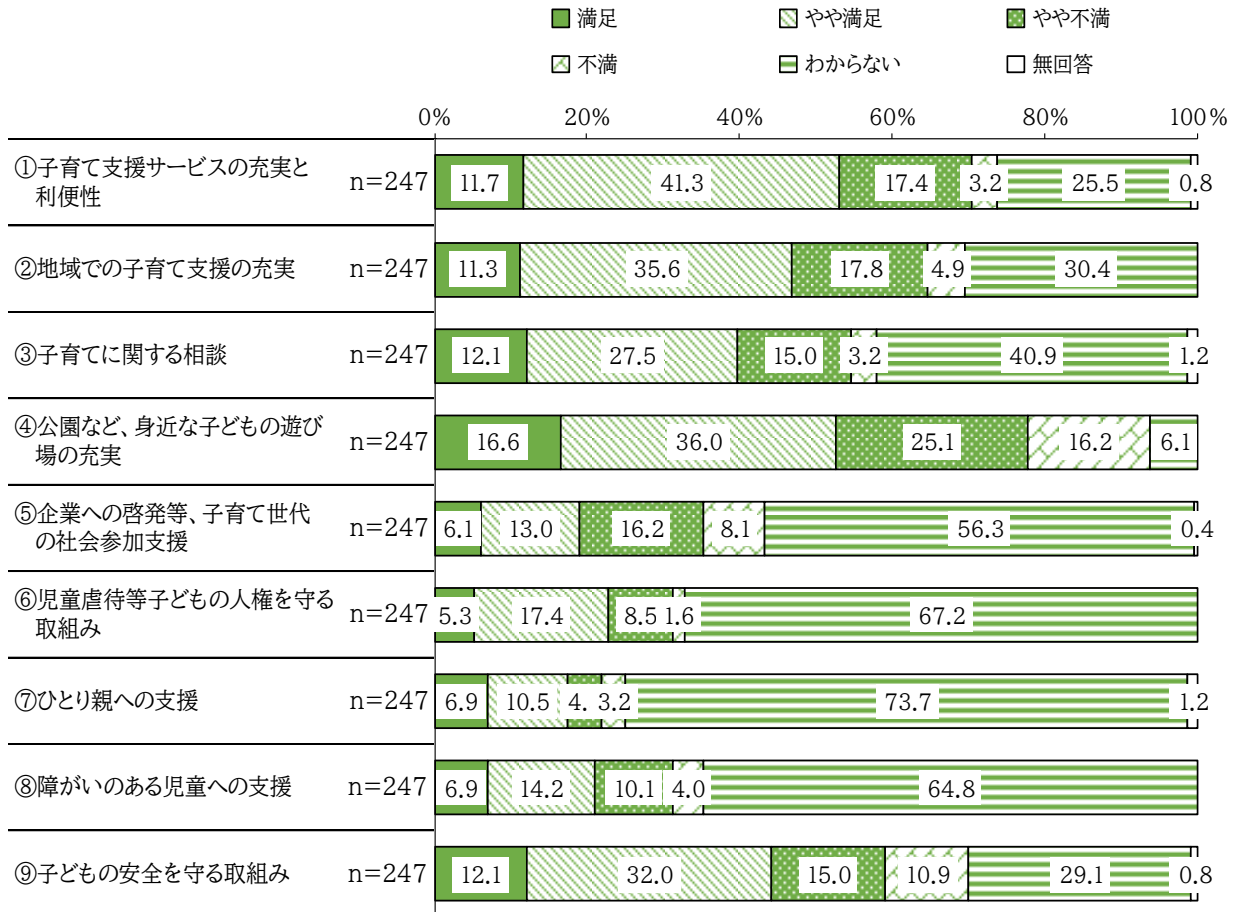 満足 やや満足 やや不満
不満 わからない 無回答
0% 20% 40% 60% 80% 100%
①子育て支援サービスの充実と
利便性
n=247 11.7 41.3 17.4 3.2 25.5 0.8
②地域での子育て支援の充実 n=247 11.3 35.6 17.8 4.9 30.4
③子育てに関する相談 n=247 12.1 27.5 15.0 3.2 40.9 1.2
④公園など、身近な子どもの遊び
場の充実
n=247 16.6 36.0 25.1 16.2 6.1
⑤企業への啓発等、子育て世代
の社会参加支援
n=247 6.1 13.0 16.2 8.1 56.3 0.4
⑥児童虐待等子どもの人権を守る
取組み
n=247 5.3 17.4 8.5 1.6 67.2
⑦ひとり親への支援 n=247 6.9 10.5 4. 3.2 73.7 1.2
⑧障がいのある児童への支援 n=247 6.9 14.2 10.1 4.0 64.8
⑨子どもの安全を守る取組み n=247 12.1 32.0 15.0 10.9 29.1 0.8